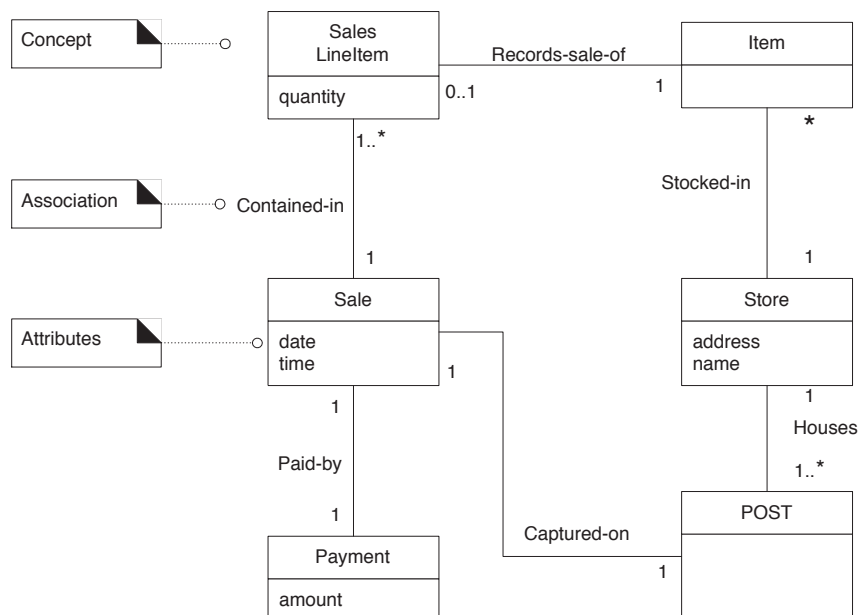 Concept
Sales
LineItem
quantity
Records-sale-of
0..1
1
Item
1..*
*
Association
Contained-in
Stocked-in
1
1
Attributes
Sale
date
time
Store
address
name
1
1
1
Houses
Paid-by
1..*
1
Captured-on
1
Payment
amount
POST